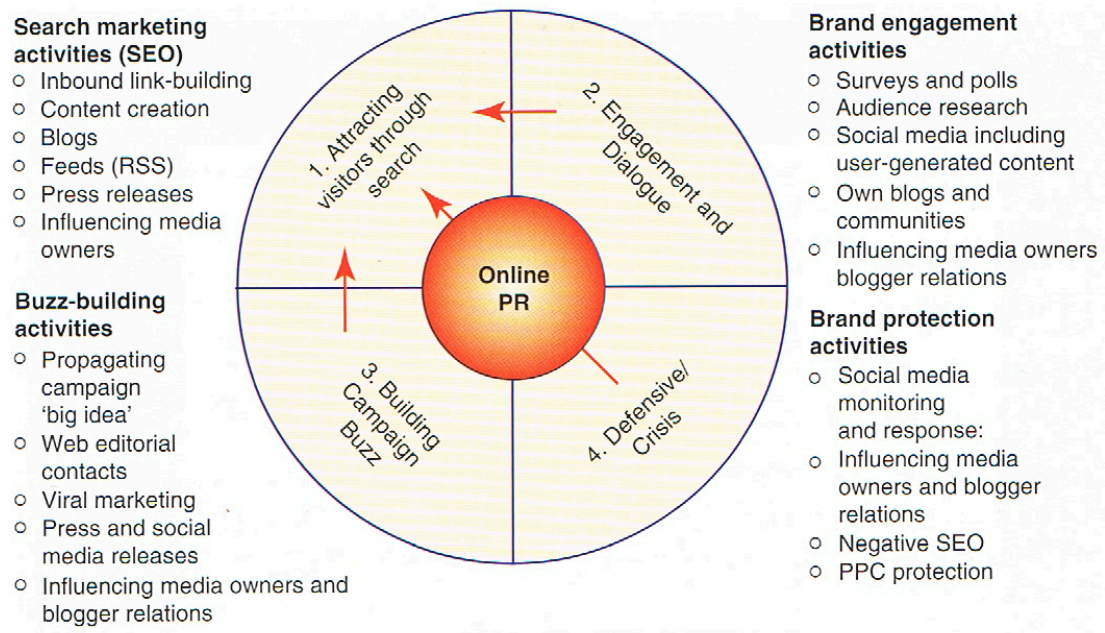 Search marketing
activities (SEO)
○ Inbound link-building
○ Content creation
○ Blogs
○ Feeds (RSS)
○ Press releases
○ Influencing media
owners
Buzz-building
activities
○ Propagating
campaign
‘big idea’
○ Web editorial
contacts
○ Viral marketing
○ Press and social
media releases
○ Influencing media owners and
blogger relations
1. Attracting
visitors through
search
2. Engagement and
Dialogue
Online
PR
3. Building
Campaign
Buzz
4. Defensive/
Crisis
Brand engagement
activities
○ Surveys and polls
○ Audience research
○ Social media including
user-generated content
○ Own blogs and
communities
○ Influencing media owners
blogger relations
Brand protection
activities
○ Social media
monitoring
and response:
○ Influencing media
owners and blogger
relations
○ Negative SEO
○ PPC protection